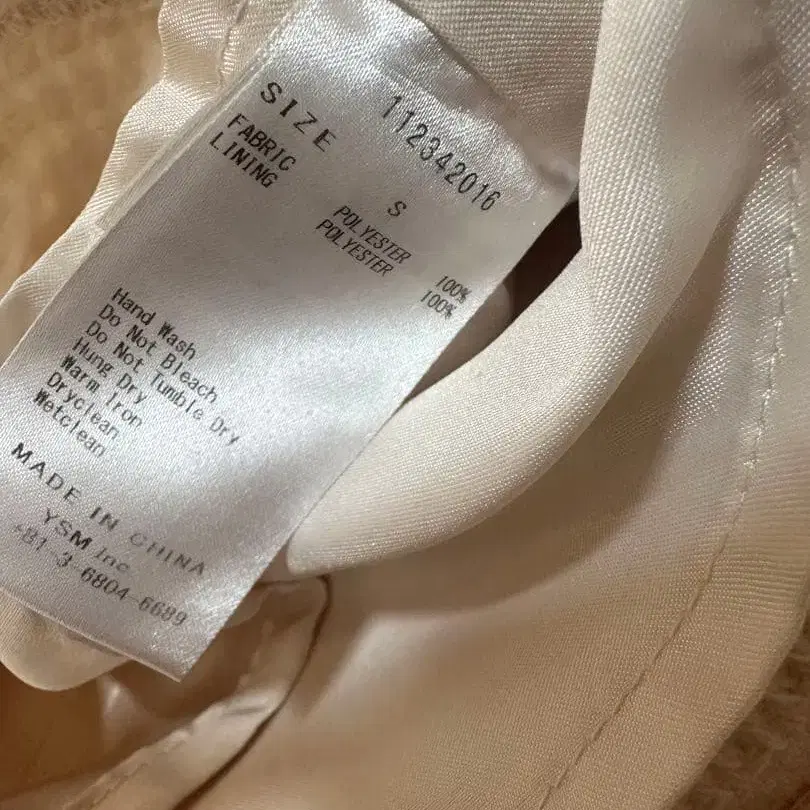 112342016
SIZE S
FABRIC POLYESTER 100%
LINING POLYESTER 100%
Hand Wash
Do Not Bleach
Do Not Tumble Dry
Hung Dry
Warm Iron
Dryclean
Wetclean
MADE IN CHINA
YSM Inc
+81-3-6804-6689